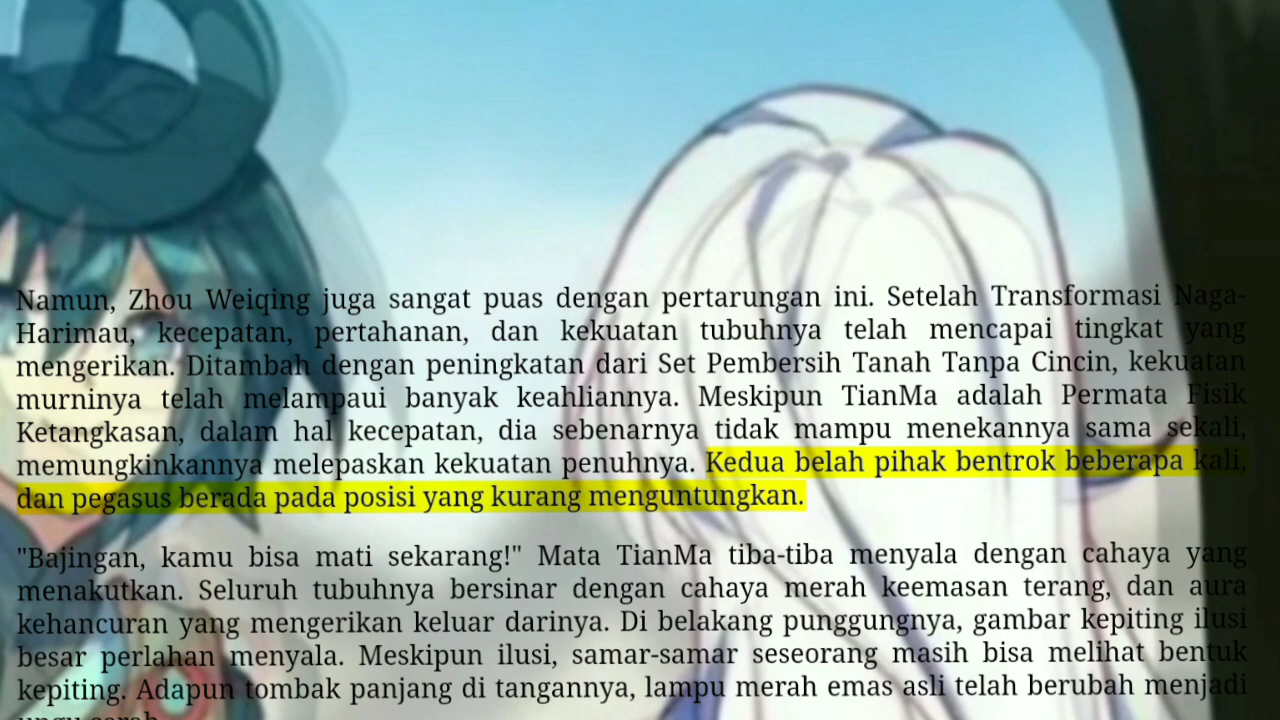 Namun, Zhou Weiqing juga sangat puas dengan pertarungan ini. Setelah Transformasi Naga-
Harimau, kecepatan, pertahanan, dan kekuatan tubuhnya telah mencapai tingkat yang
mengerikan. Ditambah dengan peningkatan dari Set Pembersih Tanah Tanpa Cincin, kekuatan
murninya telah melampaui banyak keahliannya. Meskipun TianMa adalah Permata Fisik
Ketangkasan, dalam hal kecepatan, dia sebenarnya tidak mampu menekannya sama sekali,
memungkinkannya melepaskan kekuatan penuhnya. Kedua belah pihak bentrok beberapa kali,
dan pegasus berada pada posisi yang kurang menguntungkan.
"Bajingan, kamu bisa mati sekarang!" Mata TianMa tiba-tiba menyala dengan cahaya yang
menakutkan. Seluruh tubuhnya bersinar dengan cahaya merah keemasan terang, dan aura
kehancuran yang mengerikan keluar darinya. Di belakang punggungnya, gambar kepiting ilusi
besar perlahan menyala. Meskipun ilusi, samar-samar seseorang masih bisa melihat bentuk
kepiting. Adapun tombak panjang di tangannya, lampu merah emas asli telah berubah menjadi